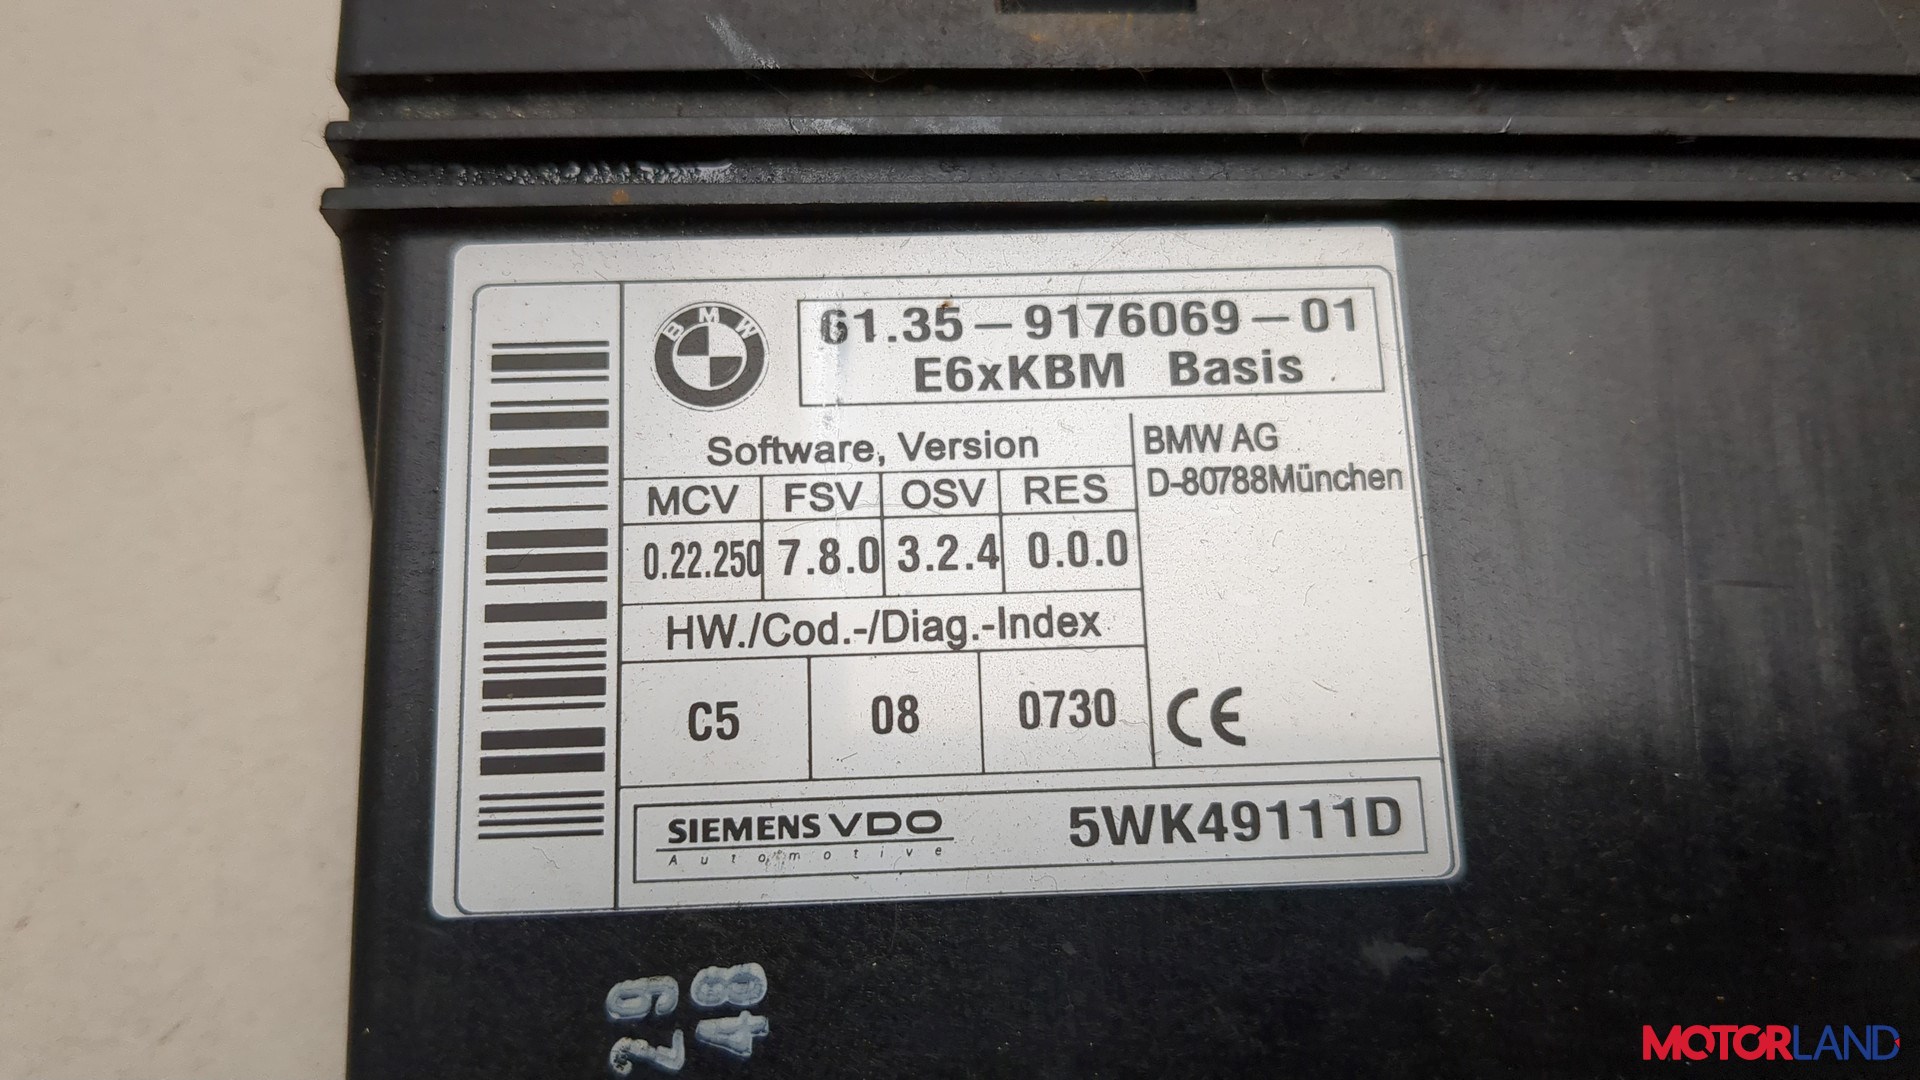 BMW
61.35-9176069-01
E6xKBM Basis
Software, Version
MCV FSV OSV RES
0.22.250 7.8.0 3.2.4 0.0.0
HW./Cod.-/Diag.-Index
C5 08 0730
BMW AG
D-80788München
CE
SIEMENS VDO
Automotive
5WK49111D
29
48
MOTORLAND